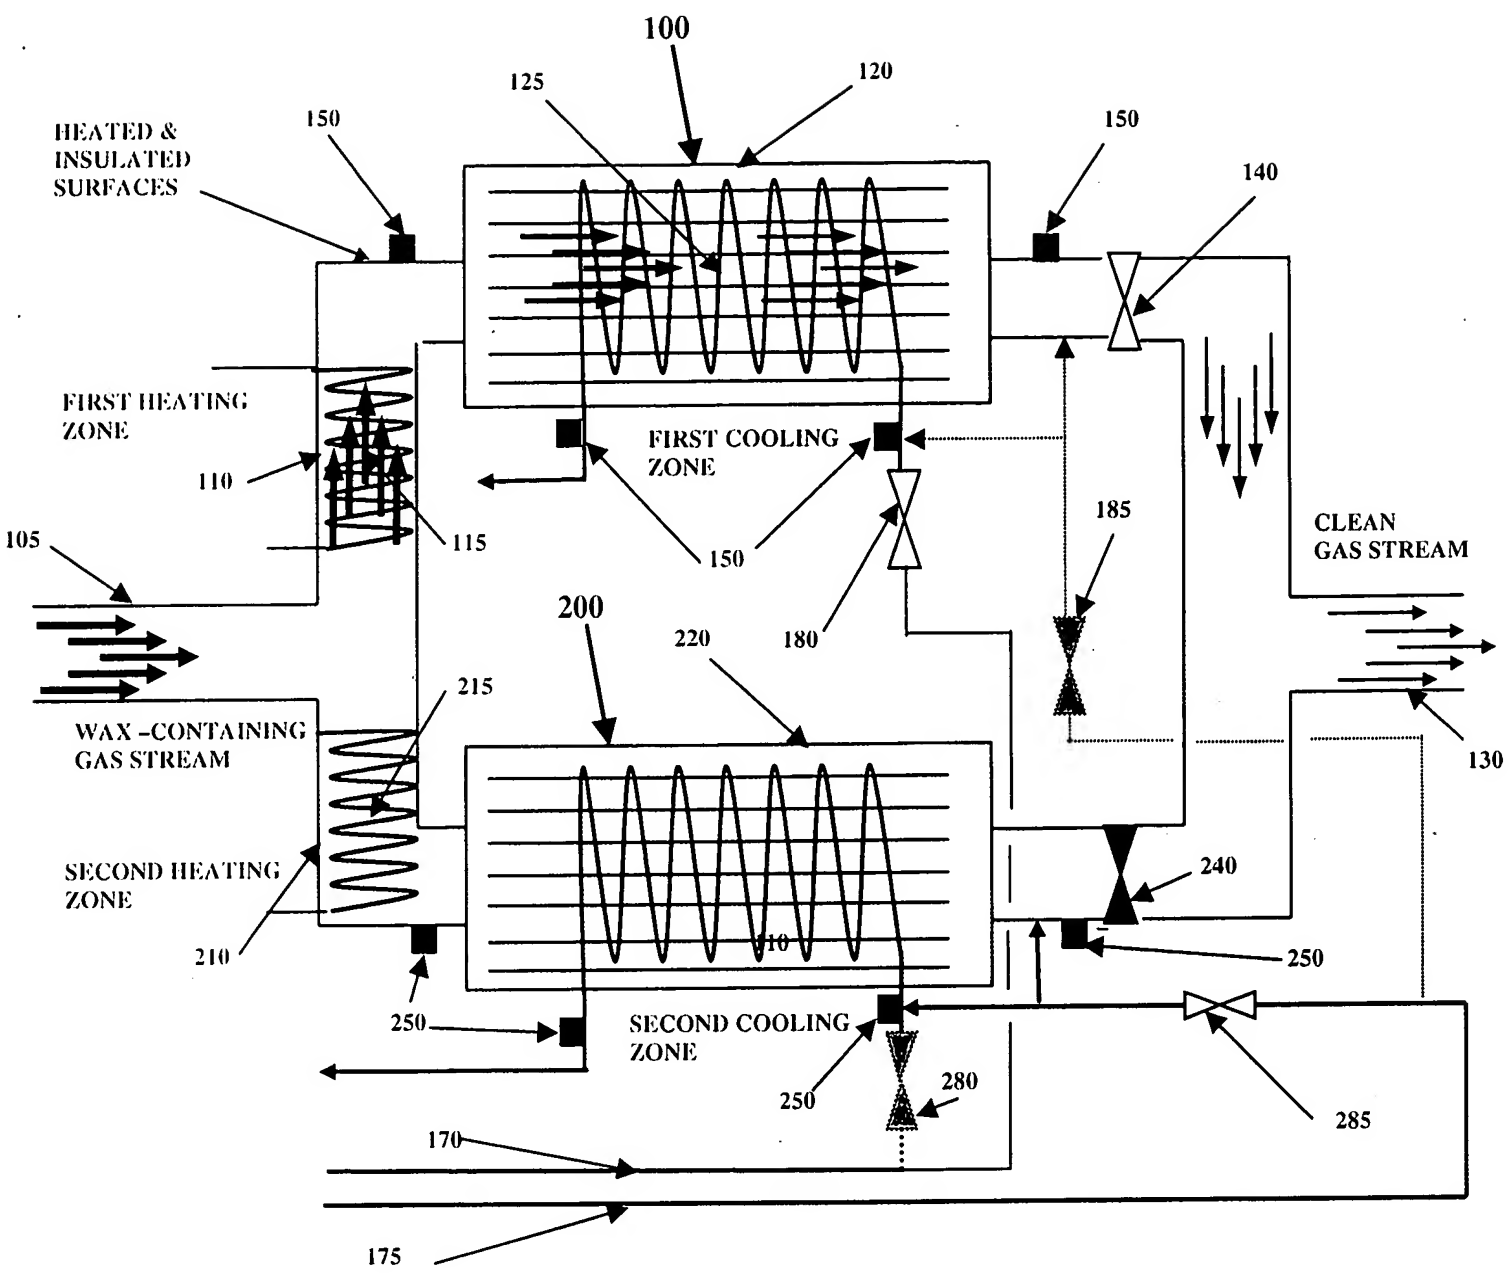 100
125
120
150
150
HEATED &
INSULATED
SURFACES
140
FIRST HEATING
ZONE
110
FIRST COOLING
ZONE
115
150
185
CLEAN
GAS STREAM
105
200
180
220
215
WAX –CONTAINING
GAS STREAM
130
SECOND HEATING
ZONE
240
210
110
250
250
SECOND COOLING
ZONE
250
280
285
170
175